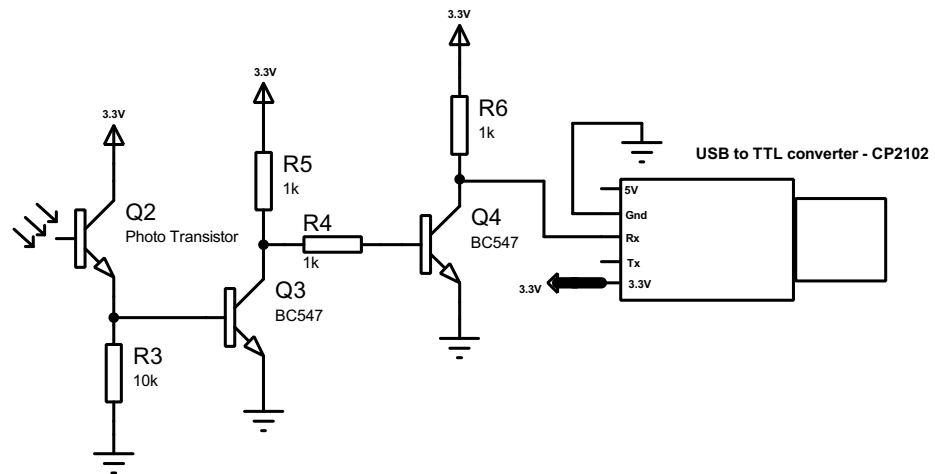 3.3V
3.3V
3.3V
R6
1k
R5
1k
USB to TTL converter - CP2102
5V
Gnd
Rx
Tx
3.3V
3.3V
Q2
Photo Transistor
R4
1k
Q4
BC547
Q3
BC547
R3
10k